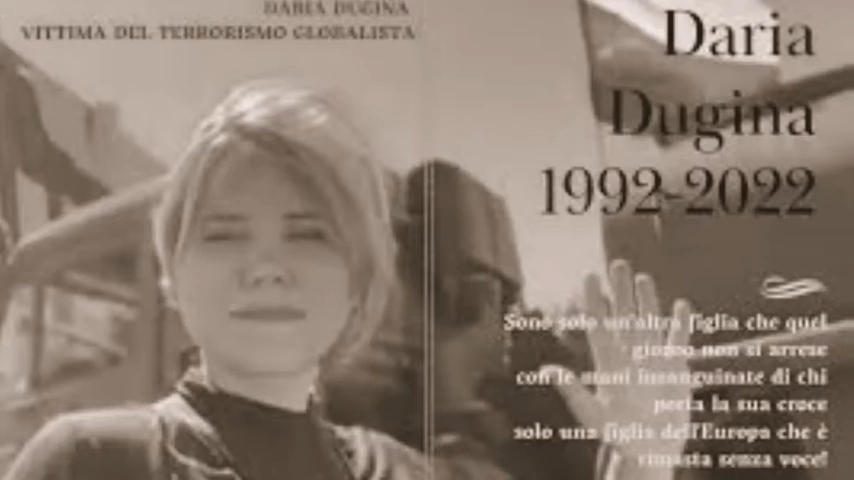 DARIA DUGINA
VITTIMA DEL TERRORISMO GLOBALISTA
Daria
Dugina
1992-2022
Sono solo un'altra figlia che quel
giorno non si arrese
con le mani insanguinate di chi
porta la sua croce
solo una figlia dell'Europa che è
rimasta senza voce!